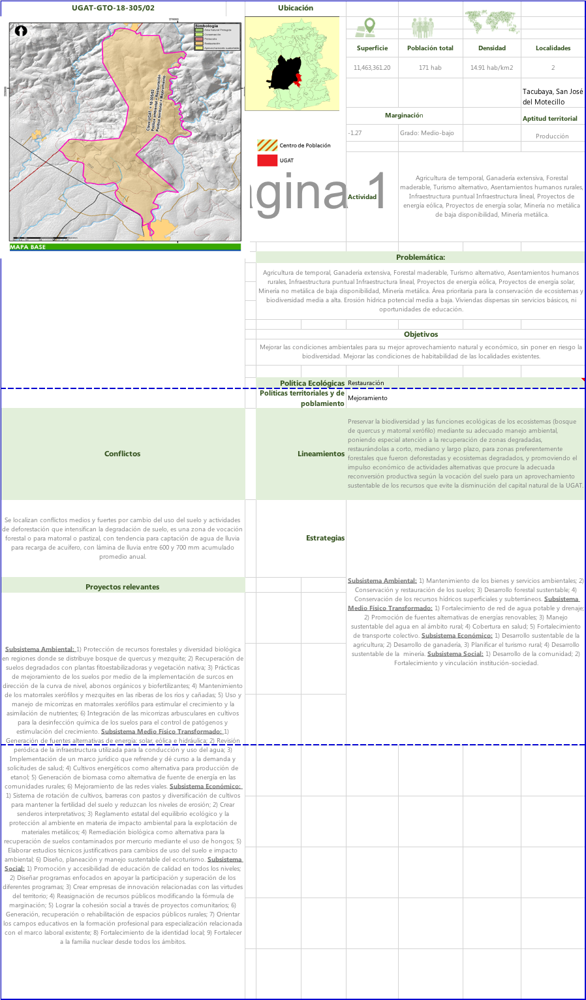 UGAT-GTO-18-305/02
Ubicación
Simbología
Área Natural Protegida
Conservación
Protección
Restauración
Aprovechamiento sustentable
Clave UGAT: = 18-305/02
Política ambiental = Restauración
Política territorial = Mejoramiento
MAPA BASE
Centro de Población
UGAT
gina 1
Superficie
Población total
Densidad
Localidades
11,463,361.20
171 hab
14.91 hab/km2
2
Tacubaya, San José
del Motecillo
Marginación
Aptitud territorial
-1.27
Grado: Medio-bajo
Producción
Actividad
Agricultura de temporal, Ganadería extensiva, Forestal
maderable, Turismo alternativo, Asentamientos humanos rurales,
Infraestructura puntual Infraestructura lineal, Proyectos de
energía eólica, Proyectos de energía solar, Minería no metálica
de baja disponibilidad, Minería metálica.
Problemática:
Agricultura de temporal, Ganadería extensiva, Forestal maderable, Turismo alternativo, Asentamientos humanos
rurales, Infraestructura puntual Infraestructura lineal, Proyectos de energía eólica, Proyectos de energía solar,
Minería no metálica de baja disponibilidad, Minería metálica. Área prioritaria para la conservación de ecosistemas y
biodiversidad media a alta. Erosión hídrica potencial media a baja. Viviendas dispersas sin servicios básicos, ni
oportunidades de educación.
Objetivos
Mejorar las condiciones ambientales para su mejor aprovechamiento natural y económico, sin poner en riesgo la
biodiversidad. Mejorar las condiciones de habitabilidad de las localidades existentes.
Política Ecológicas
Restauración
Políticas territoriales y de
poblamiento
Mejoramiento
Conflictos
Lineamientos
Preservar la biodiversidad y las funciones ecológicas de los ecosistemas (bosque
de quercus y matorral xerófilo) mediante su adecuado manejo ambiental,
poniendo especial atención a la recuperación de zonas degradadas,
restaurándolas a corto, mediano y largo plazo, para zonas preferentemente
forestales que fueron deforestadas y ecosistemas degradados, y promoviendo el
impulso económico de actividades alternativas que procure la adecuada
reconversión productiva según la vocación del suelo para un aprovechamiento
sustentable de los recursos que evite la disminución del capital natural de la UGAT.
Se localizan conflictos medios y fuertes por cambio del uso del suelo y actividades
de deforestación que intensifican la degradación de suelo, es una zona de vocación
forestal o para matorral o pastizal, con tendencia para captación de agua de lluvia
para recarga de acuífero, con lámina de lluvia entre 600 y 700 mm acumulado
promedio anual.
Estrategias
Subsistema Ambiental: 1) Mantenimiento de los bienes y servicios ambientales; 2)
Conservación y restauración de los suelos; 3) Desarrollo forestal sustentable; 4)
Conservación de los recursos hídricos superficiales y subterráneos. Subsistema
Medio Físico Transformado: 1) Fortalecimiento de red de agua potable y drenaje;
2) Promoción de fuentes alternativas de energías renovables; 3) Manejo
sustentable del agua en al ámbito rural; 4) Cobertura en salud; 5) Fortalecimiento
de transporte colectivo. Subsistema Económico: 1) Desarrollo sustentable de la
agricultura; 2) Desarrollo de ganadería, 3) Planificar el turismo rural; 4) Desarrollo
sustentable de la minería. Subsistema Social: 1) Desarrollo de la comunidad; 2)
Fortalecimiento y vinculación institución-sociedad.
Proyectos relevantes
Subsistema Ambiental: 1) Protección de recursos forestales y diversidad biológica
en regiones donde se distribuye bosque de quercus y mezquite; 2) Recuperación de
suelos degradados con plantas fitoestabilizadoras y vegetación nativa; 3) Prácticas
de mejoramiento de los suelos por medio de la implementación de surcos en
dirección de la curva de nivel, abonos orgánicos y biofertilizantes; 4) Mantenimiento
de los matorrales xerófilos y mezquites en las riberas de los ríos y cañadas; 5) Uso y
manejo de micorrizas en matorrales xerófilos para estimular el crecimiento y la
asimilación de nutrientes; 6) Integración de las micorrizas arbusculares en cultivos
para la desinfección química de los suelos para el control de patógenos y
estimulación del crecimiento. Subsistema Medio Físico Transformado: 1)
Generación de fuentes alternativas de energía: solar, eólica e hidráulica; 2) Revisión
periódica de la infraestructura utilizada para la conducción y uso del agua; 3)
Implementación de un marco jurídico que refrende y dé curso a la demanda y
solicitudes de salud; 4) Cultivos energéticos como alternativa para producción de
etanol; 5) Generación de biomasa como alternativa de fuente de energía en las
comunidades rurales; 6) Mejoramiento de las redes viales. Subsistema Económico:
1) Sistema de rotación de cultivos, barreras con pastos y diversificación de cultivos
para mantener la fertilidad del suelo y reduzcan los niveles de erosión; 2) Crear
senderos interpretativos; 3) Reglamento estatal del equilibrio ecológico y la
protección al ambiente en materia de impacto ambiental para la explotación de
materiales metálicos; 4) Remediación biológica como alternativa para la
recuperación de suelos contaminados por mercurio mediante el uso de hongos; 5)
Elaborar estudios técnicos justificativos para cambios de uso del suelo e impacto
ambiental; 6) Diseño, planeación y manejo sustentable del ecoturismo. Subsistema
Social: 1) Promoción y accesibilidad de educación de calidad en todos los niveles;
2) Diseñar programas enfocados en apoyar la participación y superación de los
diferentes programas; 3) Crear empresas de innovación relacionadas con las virtudes
del territorio; 4) Reasignación de recursos públicos modificando la fórmula de
marginación; 5) Lograr la cohesión social a través de proyectos comunitarios; 6)
Generación, recuperación o rehabilitación de espacios públicos rurales; 7) Orientar
los campos educativos en la formación profesional para especialización relacionada
con el marco laboral existente; 8) Fortalecimiento de la identidad local; 9) Fortalecer
a la familia nuclear desde todos los ámbitos.